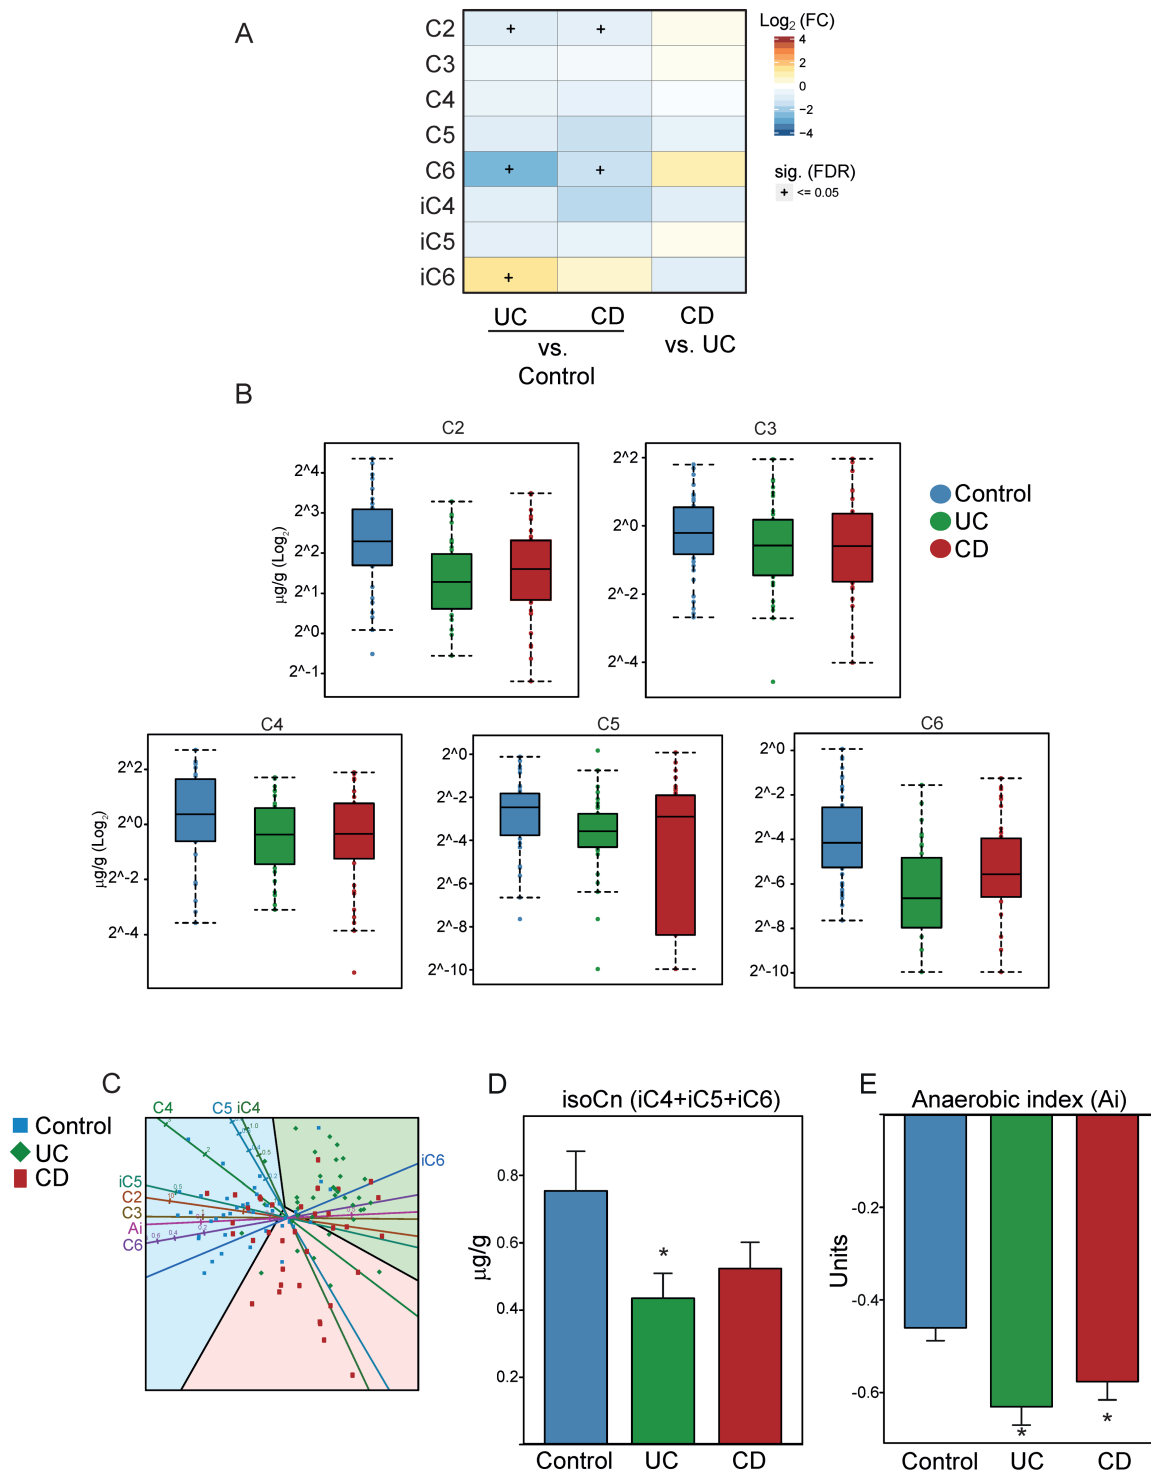 A
C2
C3
C4
C5
C6
iC4
iC5
iC6
+ +
+ +
+
UC CD CD
vs. vs. UC
Control
Log2 (FC)
4
2
0
−2
−4
sig. (FDR)
+ <= 0.05
B
C2 C3
µg/g (Log2)
2^4
2^3
2^2
2^1
2^0
2^-1
2^2
2^0
2^-2
2^-4
Control
UC
CD
C4 C5 C6
µg/g (Log2)
2^2
2^0
2^-2
2^-4
2^0
2^-2
2^-4
2^-6
2^-8
2^-10
2^0
2^-2
2^-4
2^-6
2^-8
2^-10
C
Control
UC
CD
C4 C5 iC4
iC6
iC5
C2
C3
Ai
C6
D
isoCn (iC4+iC5+iC6)
µg/g
0.8
0.6
0.4
0.2
*
Control UC CD
E
Anaerobic index (Ai)
Units
-0.2
-0.4
-0.6
* *
Control UC CD